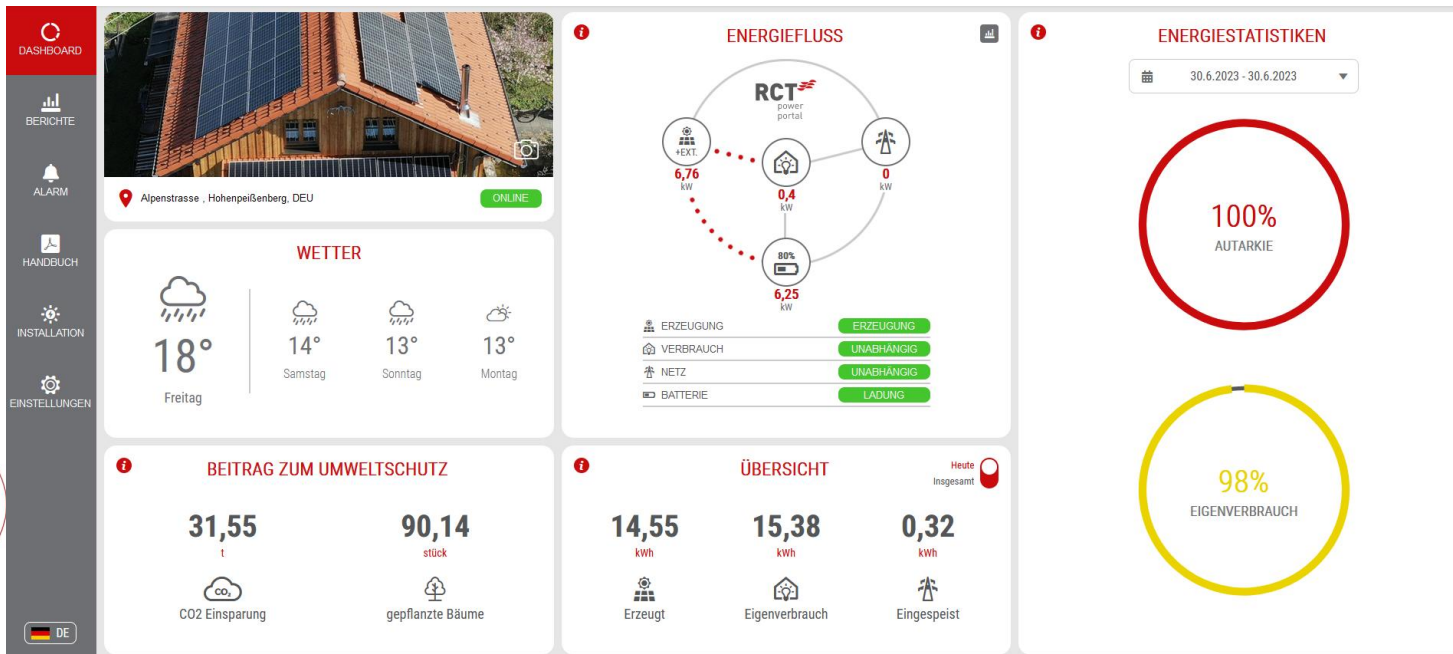 DASHBOARD
BERICHTE
ALARM
HANDBUCH
INSTALLATION
EINSTELLUNGEN
DE
Alpenstrasse , Hohenpeißenberg, DEU
ONLINE
WETTER
18°
Freitag
14°
Samstag
13°
Sonntag
13°
Montag
ENERGIEFLUSS
RCT
power
portal
+EXT.
6,76
kW
0,4
kW
0
kW
80%
6,25
kW
ERZEUGUNG ERZEUGUNG
VERBRAUCH UNABHÄNGIG
NETZ UNABHÄNGIG
BATTERIE LADUNG
ENERGIESTATISTIKEN
30.6.2023 - 30.6.2023
100%
AUTARKIE
98%
EIGENVERBRAUCH
BEITRAG ZUM UMWELTSCHUTZ
31,55
t
CO2
CO2 Einsparung
90,14
stück
gepflanzte Bäume
ÜBERSICHT
Heute
Insgesamt
14,55
kWh
Erzeugt
15,38
kWh
Eigenverbrauch
0,32
kWh
Eingespeist